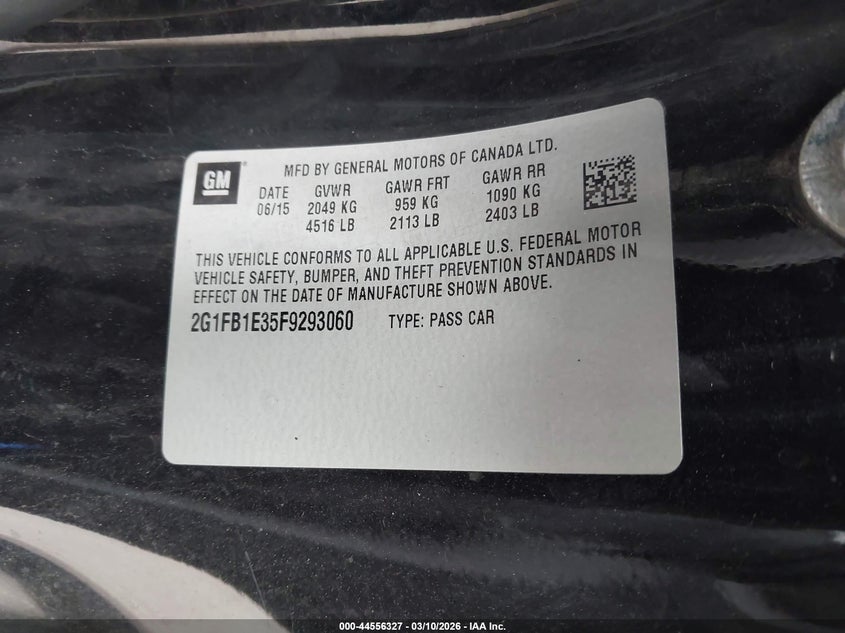 GM
MFD BY GENERAL MOTORS OF CANADA LTD.
DATE GVWR GAWR FRT GAWR RR
06/15 2049 KG 959 KG 1090 KG
4516 LB 2113 LB 2403 LB
THIS VEHICLE CONFORMS TO ALL APPLICABLE U.S. FEDERAL MOTOR
VEHICLE SAFETY, BUMPER, AND THEFT PREVENTION STANDARDS IN
EFFECT ON THE DATE OF MANUFACTURE SHOWN ABOVE.
2G1FB1E35F9293060 TYPE: PASS CAR
000-44556327 - 03/10/2026 - IAA Inc.